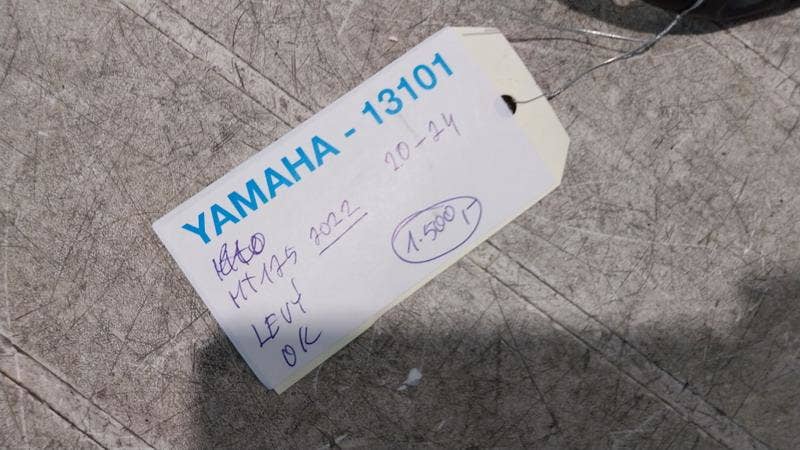 YAMAHA - 13101
20-24
MT125 2022
1.500,-
LEVÝ
OK